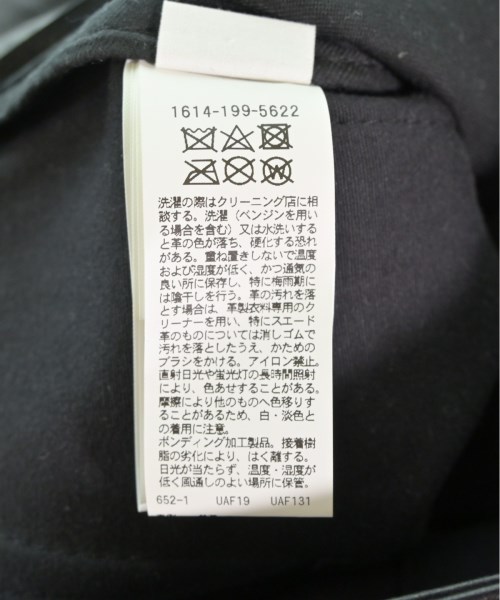 1614-199-5622
W
洗濯の際はクリーニング店に相
談する。洗濯(ベンジンを用い
る場合を含む)又は水洗いする
と革の色が落ち、硬化する恐れ
がある。重ね置きしないで温度
および湿度が低く、かつ通気の
良い所に保存し、特に梅雨期に
は陰干しを行う。革の汚れを落
とす場合は、革製衣料専用のク
リーナーを用い、特にスエード
革のものについては消しゴムで
汚れを落としたうえ、かための
ブラシをかける。アイロン禁止。
直射日光や蛍光灯の長時間照射
により、色あせすることがある。
摩擦により他のものへ色移りす
ることがあるため、白・淡色と
の着用に注意。
ボンディング加工製品。接着樹
脂の劣化により、はく離する。
日光が当たらず、温度・湿度が
低く風通しのよい場所に保管。
652-1 UAF19 UAF131